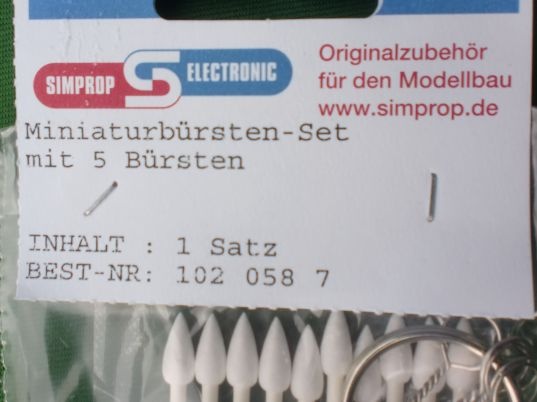 SIMPROP ELECTRONIC
Originalzubehör
für den Modellbau
www.simprop.de
Miniaturbürsten-Set
mit 5 Bürsten
INHALT : 1 Satz
BEST-NR: 102 058 7